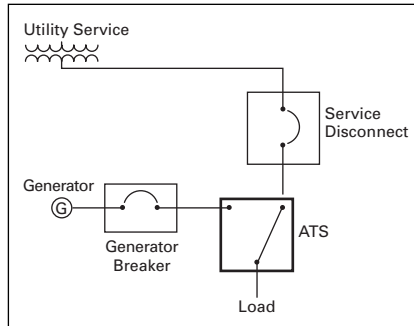 Utility Service
Service
Disconnect
Generator
G
Generator
Breaker
ATS
Load